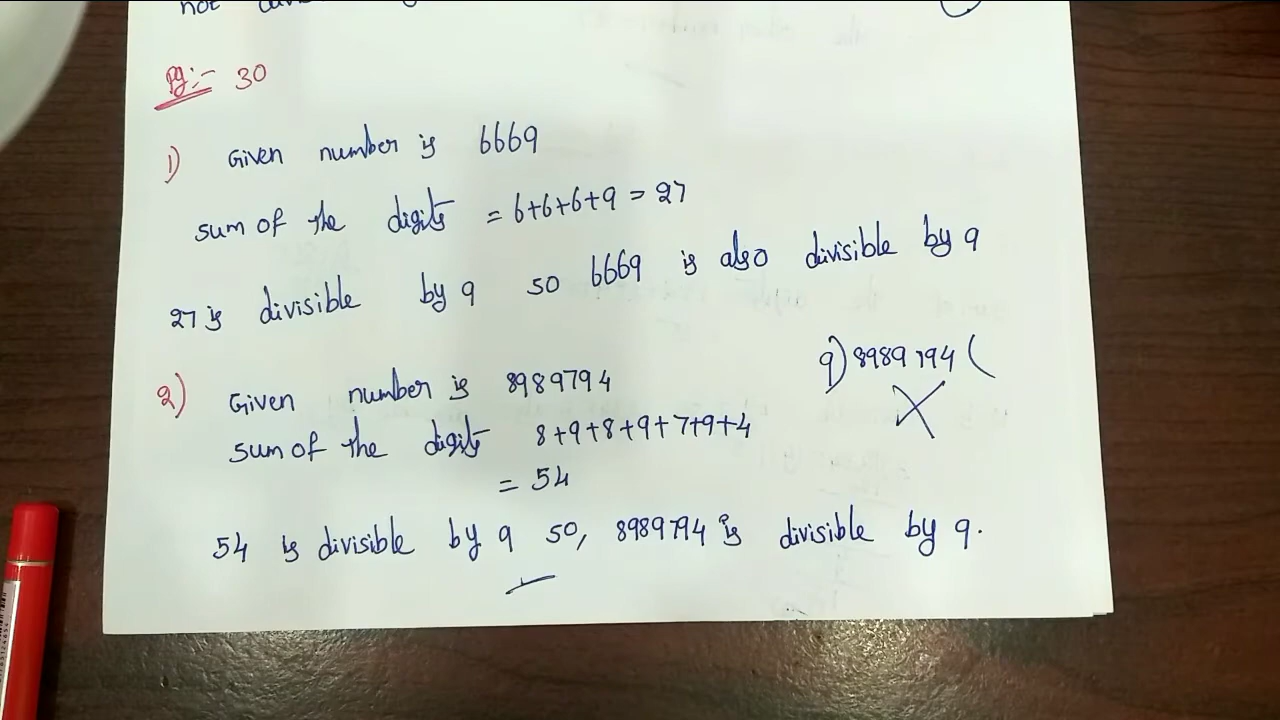 not
Pg:- 30
1) Given number is 6669
sum of the digits = 6+6+6+9 = 27
27 is divisible by 9 so 6669 is also divisible by 9
2) Given number is 8989794
9)8989794(
sum of the digits 8+9+8+9+7+9+4
= 54
54 is divisible by 9 so, 8989794 is divisible by 9.